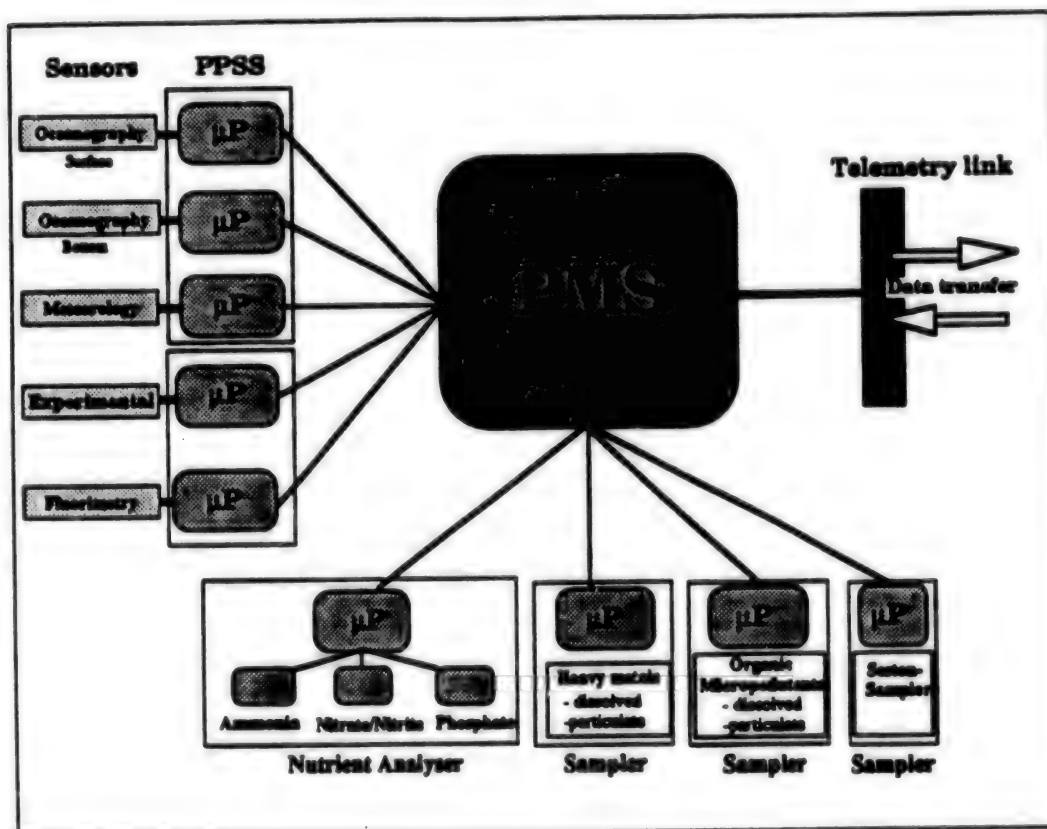 Sensors PPSS
Oceanography
Surface
μP
Oceanography
Bottom
μP
Meteorology
μP
Experimental
μP
Fluorimetry
μP
PMS
Telemetry link
Data transfer
μP
Ammonia Nitrate/Nitrite Phosphate
Nutrient Analyser
μP
Heavy metals
- dissolved
-particulate
Sampler
μP
Organic
Micropollutants
- dissolved
-particulate
Sampler
μP
Seston-
Sampler
Sampler